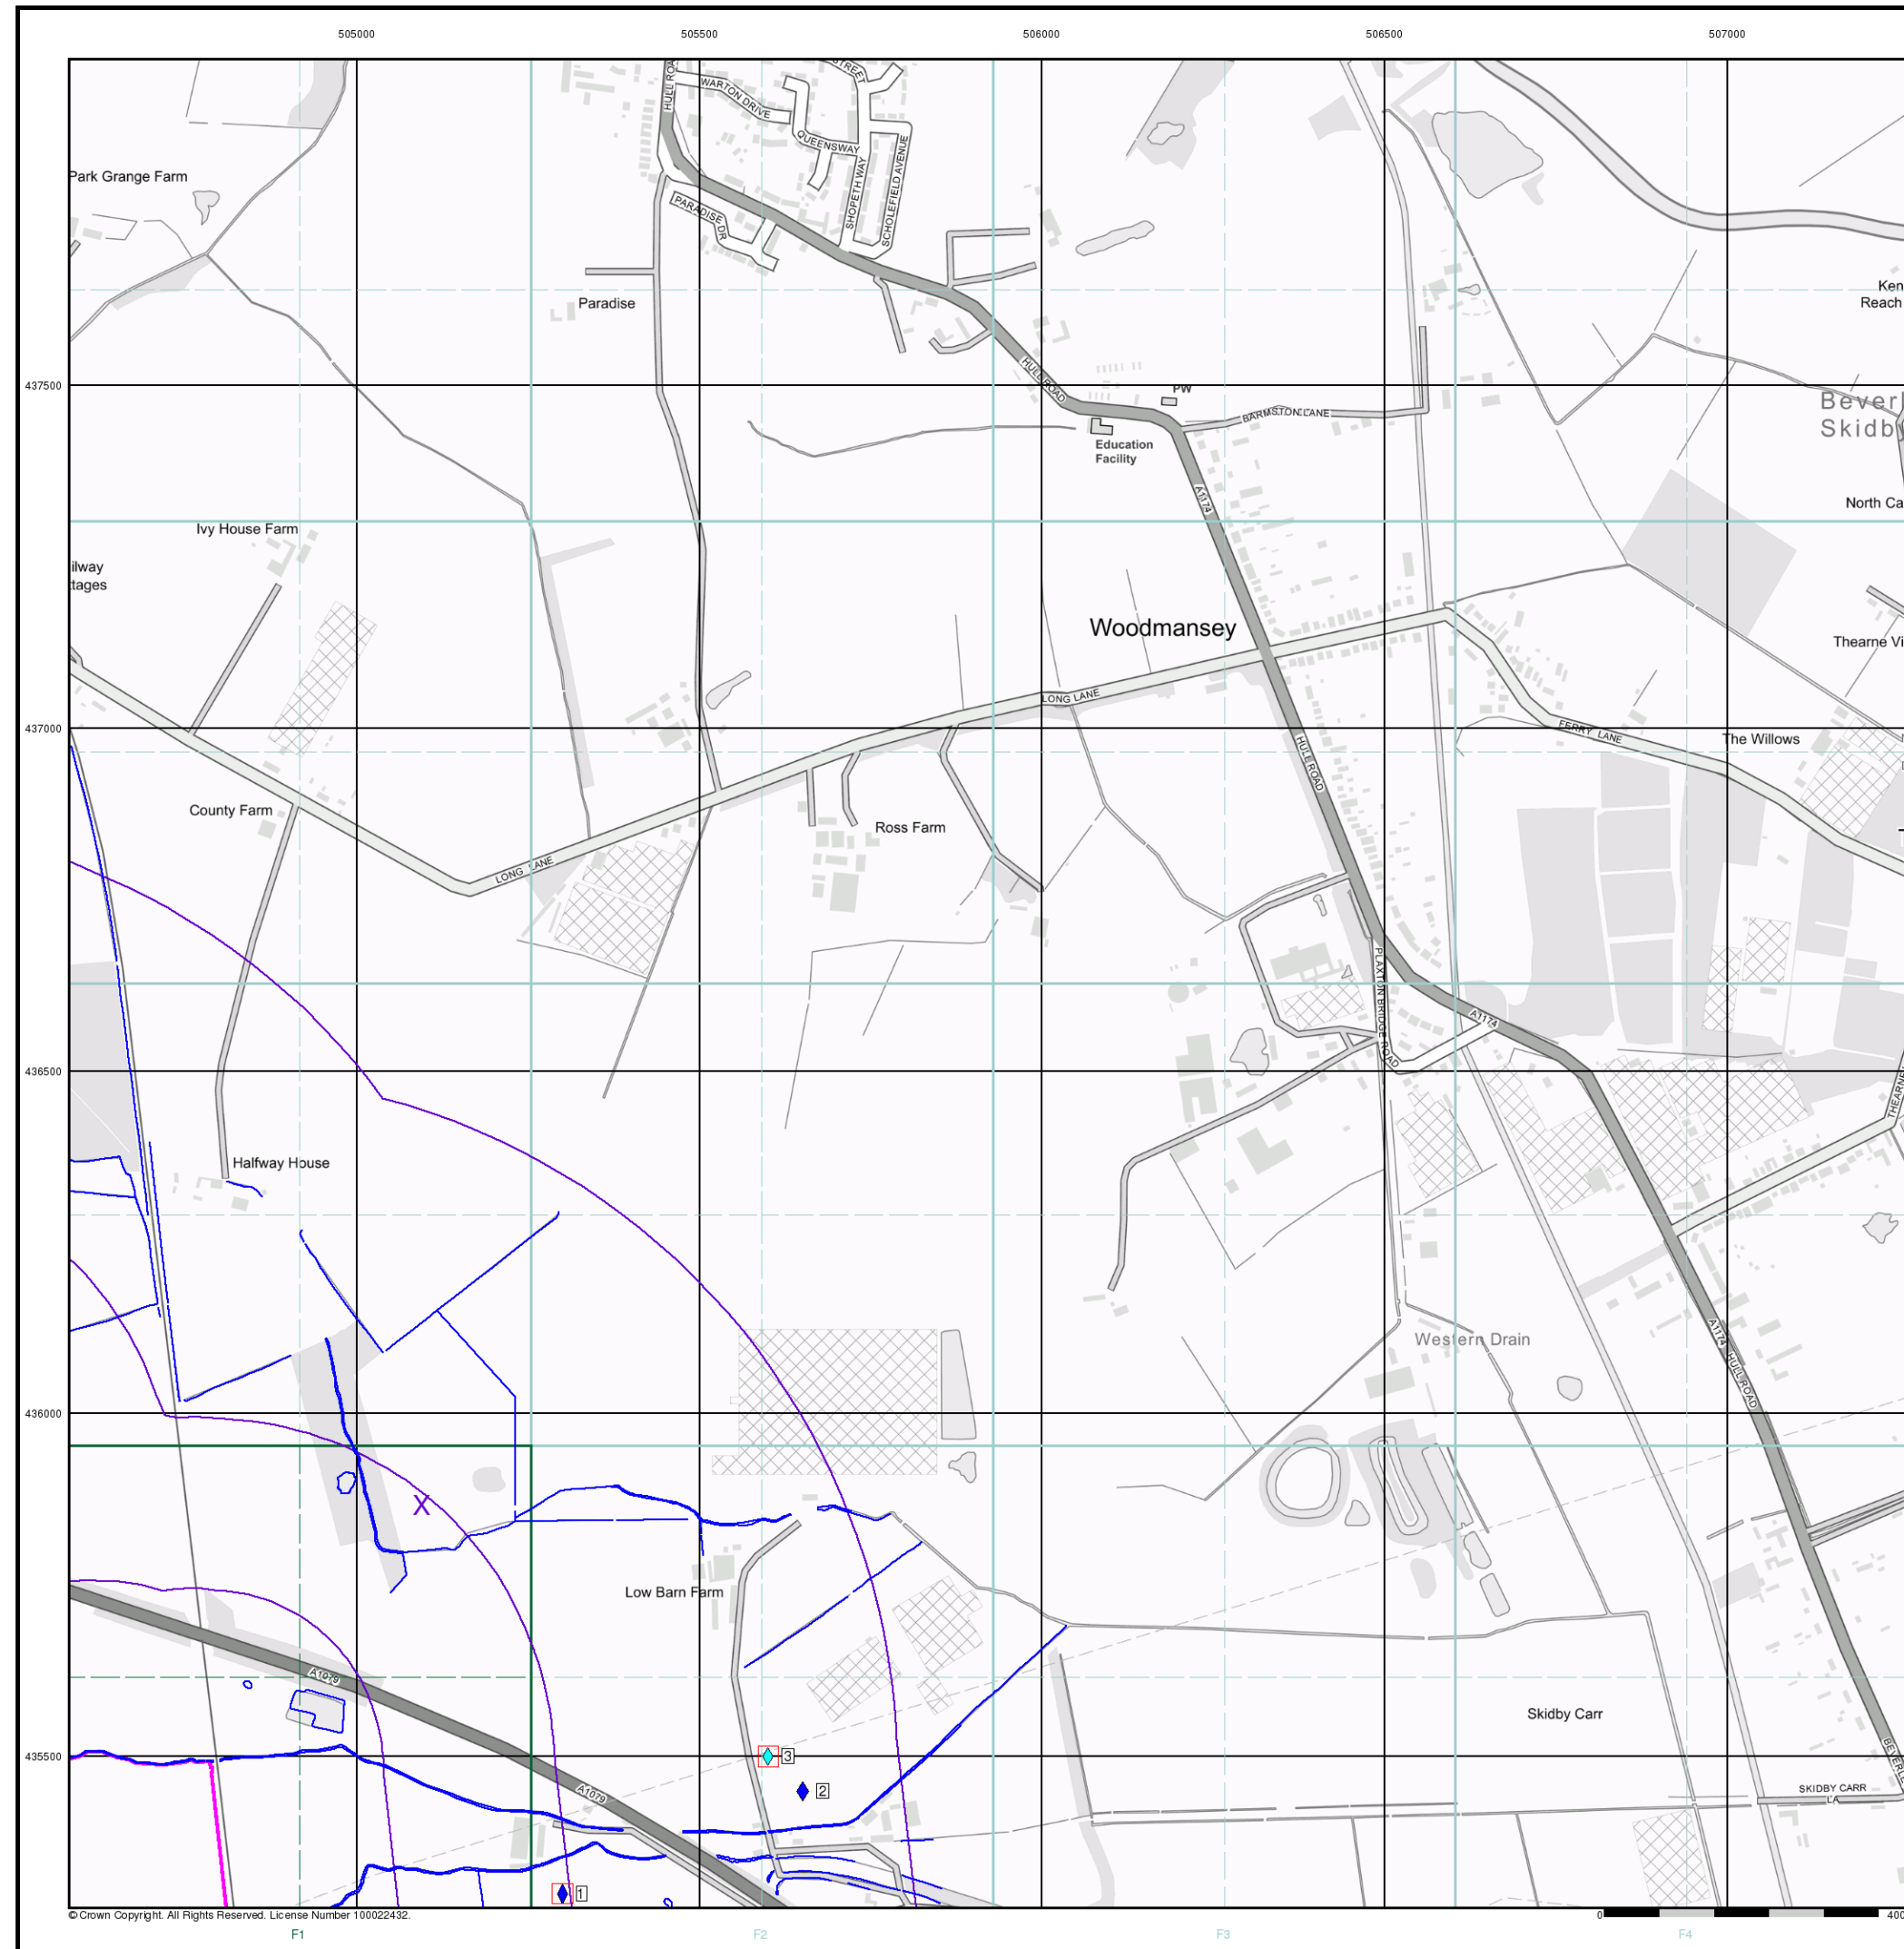 505000
505500
506000
506500
507000
HULL ROA
WARTON DRIVE
STREET
QUEENSWAY
SHOPETH WAY
SCHOLEFIELD AVENUE
PARADISE DR
Park Grange Farm
Paradise
Ken
Reach
437500
HULL ROAD
PW
BARMSTON LANE
Education
Facility
Beverl
Skidby
A1174
North Ca
Ivy House Farm
ilway
ttages
Woodmansey
Thearne Vi
LONG LANE
437000
HULL ROAD
FERRY LANE
The Willows
County Farm
Ross Farm
LONG LANE
PLAXTON BRIDGE ROAD
A1174
436500
THEARNE
Halfway House
Western Drain
A1174
HULL ROAD
436000
X
Low Barn Farm
A1079
Skidby Carr
435500
3
2
A1079
BEVERLE
SKIDBY CARR
LA
1
© Crown Copyright. All Rights Reserved. License Number 100022432.
0
400
F1
F2
F3
F4